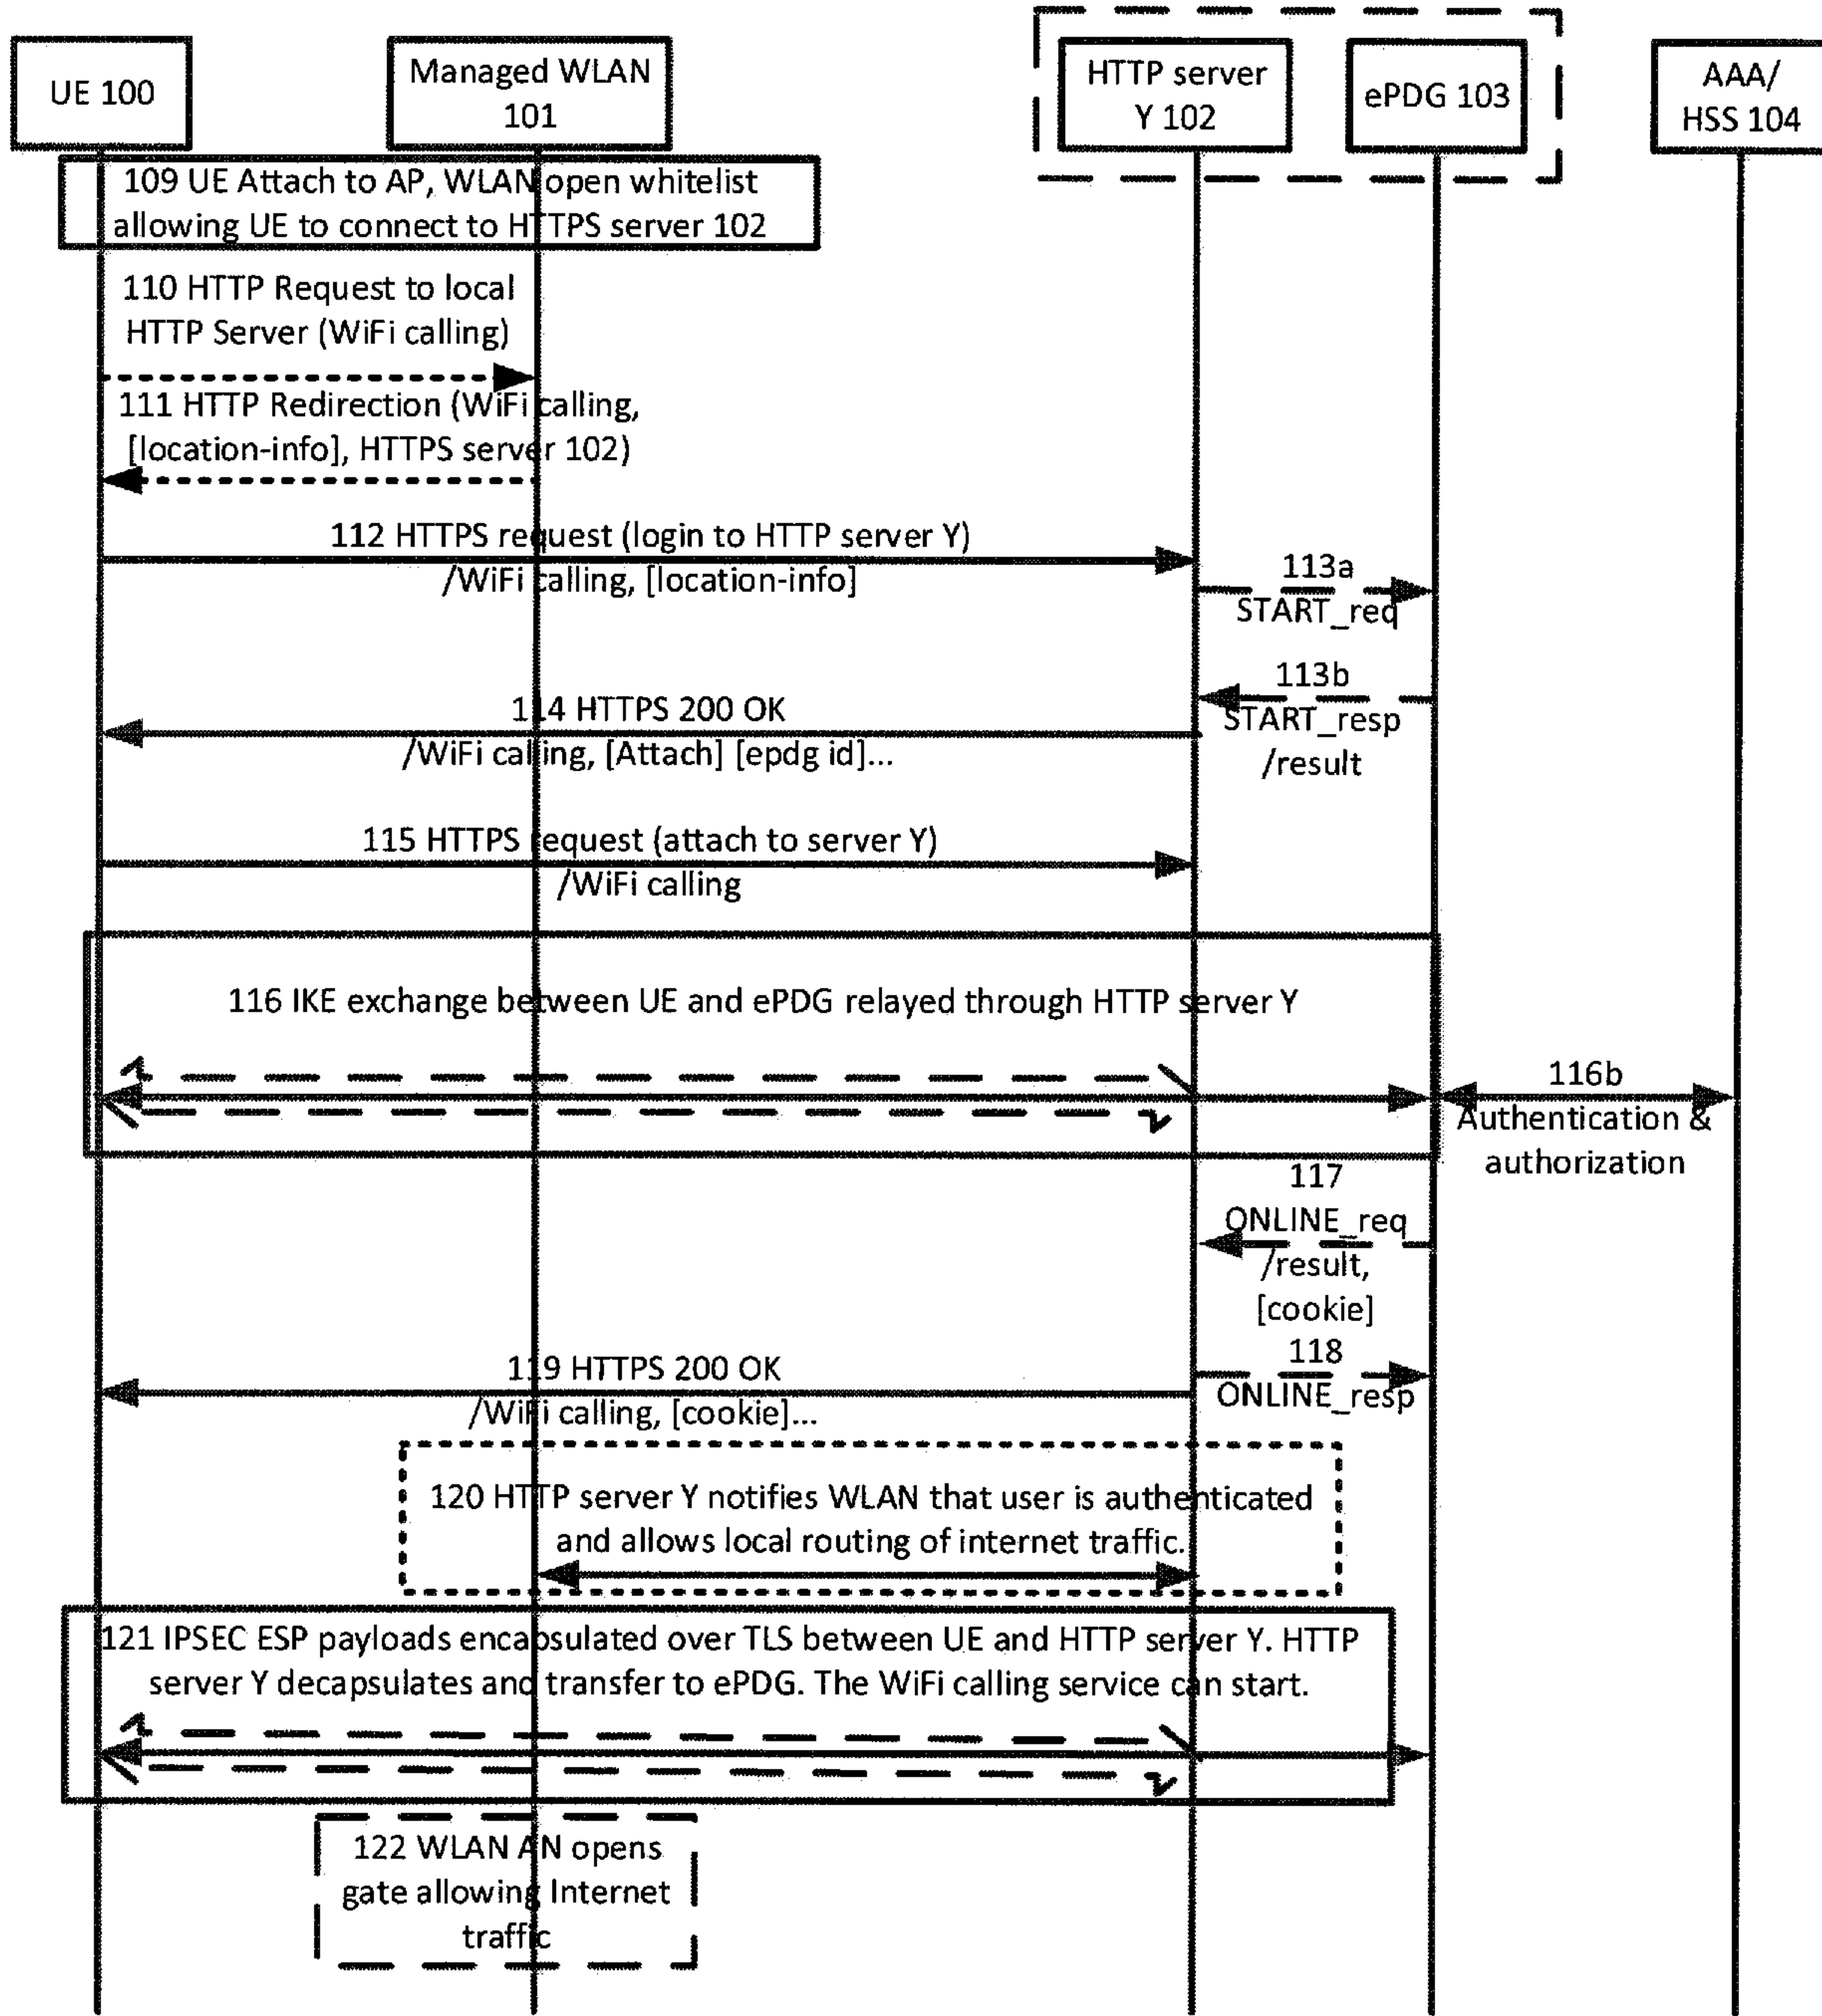 UE 100
Managed WLAN
101
HTTP server
Y 102
ePDG 103
AAA/
HSS 104
109 UE Attach to AP, WLAN open whitelist
allowing UE to connect to HTTPS server 102
110 HTTP Request to local
HTTP Server (WiFi calling)
111 HTTP Redirection (WiFi calling,
[location-info], HTTPS server 102)
112 HTTPS request (login to HTTP server Y)
/WiFi calling, [location-info]
113a
START_req
113b
START_resp
/result
114 HTTPS 200 OK
/WiFi calling, [Attach] [epdg id]...
115 HTTPS request (attach to server Y)
/WiFi calling
116 IKE exchange between UE and ePDG relayed through HTTP server Y
116b
Authentication &
authorization
117
ONLINE_req
/result,
[cookie]
118
ONLINE_resp
119 HTTPS 200 OK
/WiFi calling, [cookie]...
120 HTTP server Y notifies WLAN that user is authenticated
and allows local routing of internet traffic.
121 IPSEC ESP payloads encapsulated over TLS between UE and HTTP server Y. HTTP
server Y decapsulates and transfer to ePDG. The WiFi calling service can start.
122 WLAN AN opens
gate allowing Internet
traffic